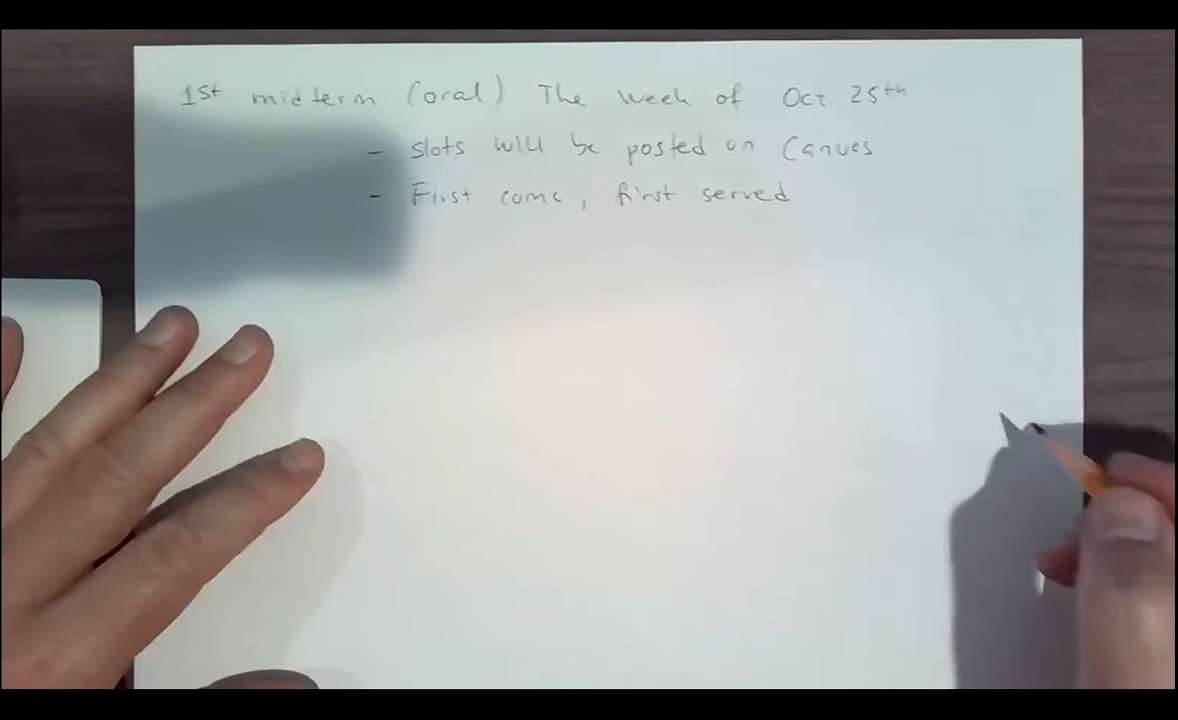 1st midterm (oral). The week of Oct 25th
- Slots will be posted on Canvas
- First come, first served